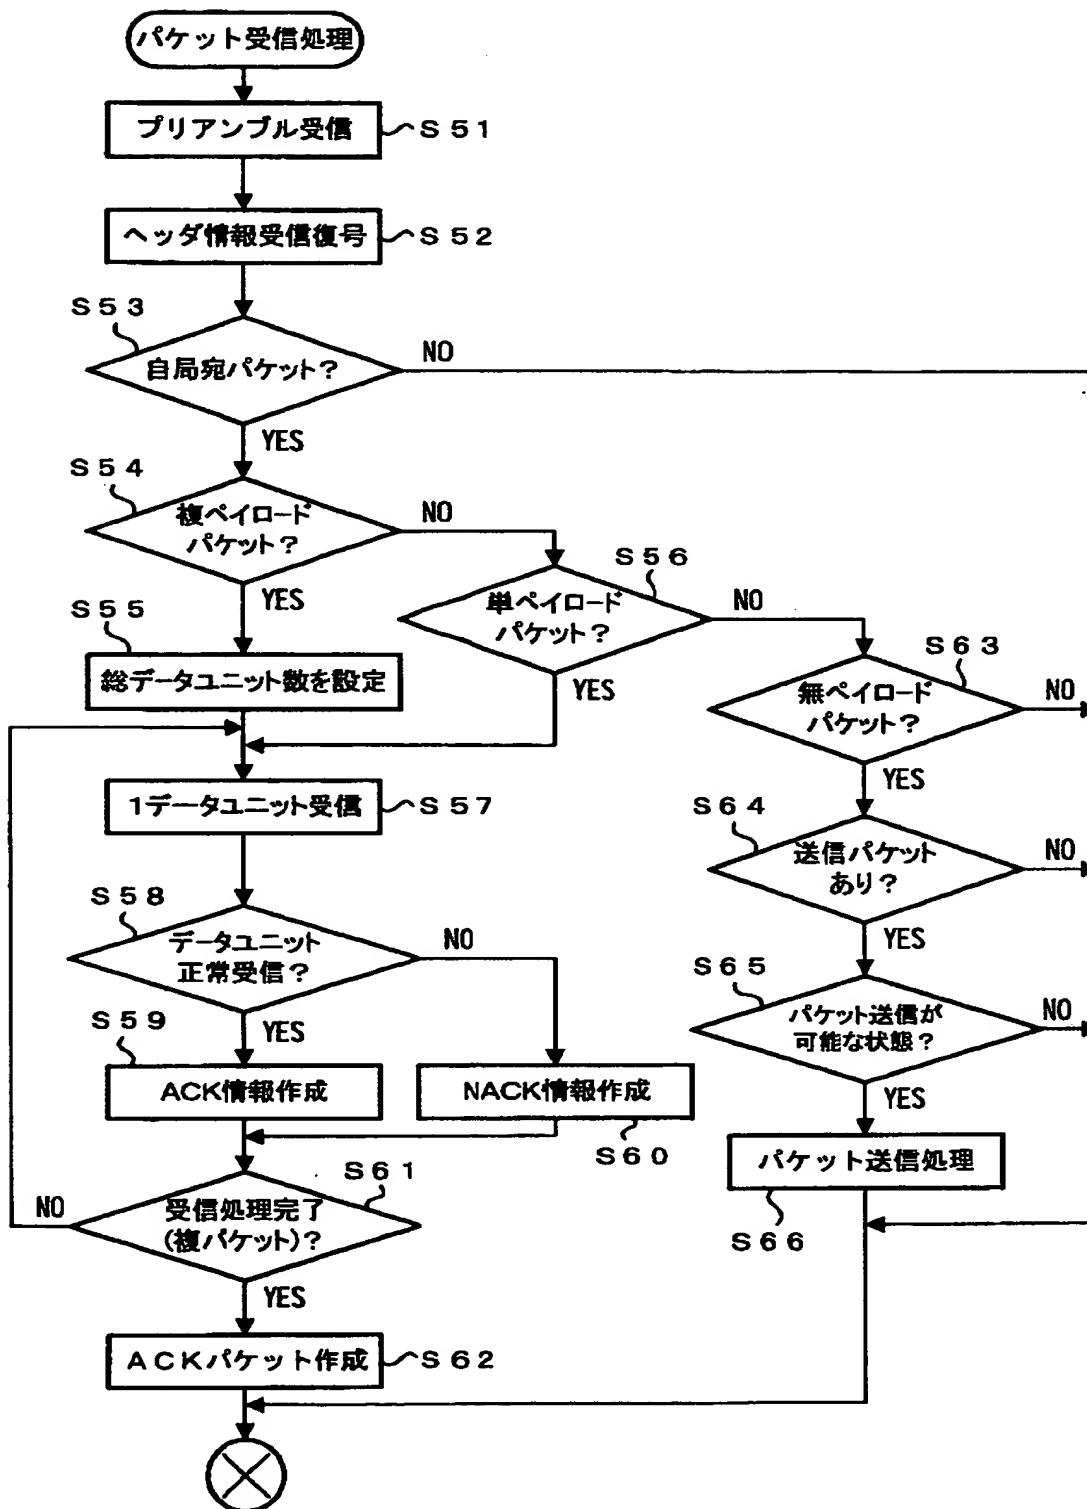 パケット受信処理
プリアンブル受信
S51
ヘッダ情報受信復号
S52
S53
自局宛パケット?
NO
YES
S54
複ペイロード
パケット?
NO
YES
S55
総データユニット数を設定
S56
単ペイロード
パケット?
NO
YES
S63
無ペイロード
パケット?
NO
YES
1データユニット受信
S57
S64
送信パケット
あり?
NO
YES
S58
データユニット
正常受信?
NO
YES
S65
パケット送信が
可能な状態?
NO
YES
S59
ACK情報作成
NACK情報作成
S60
パケット送信処理
S66
S61
受信処理完了
(複パケット)?
NO
YES
ACKパケット作成
S62